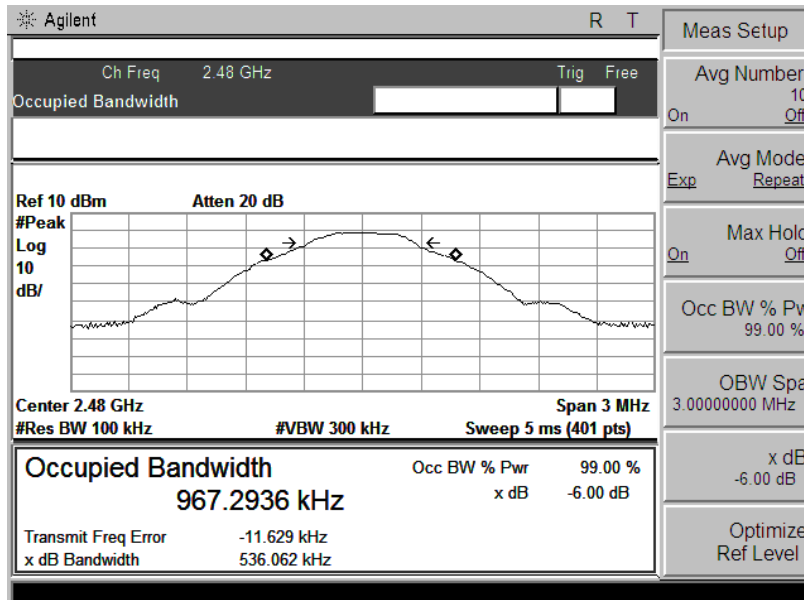 Agilent R T
Meas Setup
Ch Freq 2.48 GHz Trig Free
Occupied Bandwidth
Avg Number
10
On Off
Avg Mode
Exp Repeat
Max Hold
On Off
Occ BW % Pw
99.00 %
OBW Spa
3.00000000 MHz
x dB
-6.00 dB
Optimize
Ref Level
Ref 10 dBm Atten 20 dB
#Peak
Log
10
dB/
Center 2.48 GHz Span 3 MHz
#Res BW 100 kHz #VBW 300 kHz Sweep 5 ms (401 pts)
Occupied Bandwidth Occ BW % Pwr 99.00 %
967.2936 kHz x dB -6.00 dB
Transmit Freq Error -11.629 kHz
x dB Bandwidth 536.062 kHz